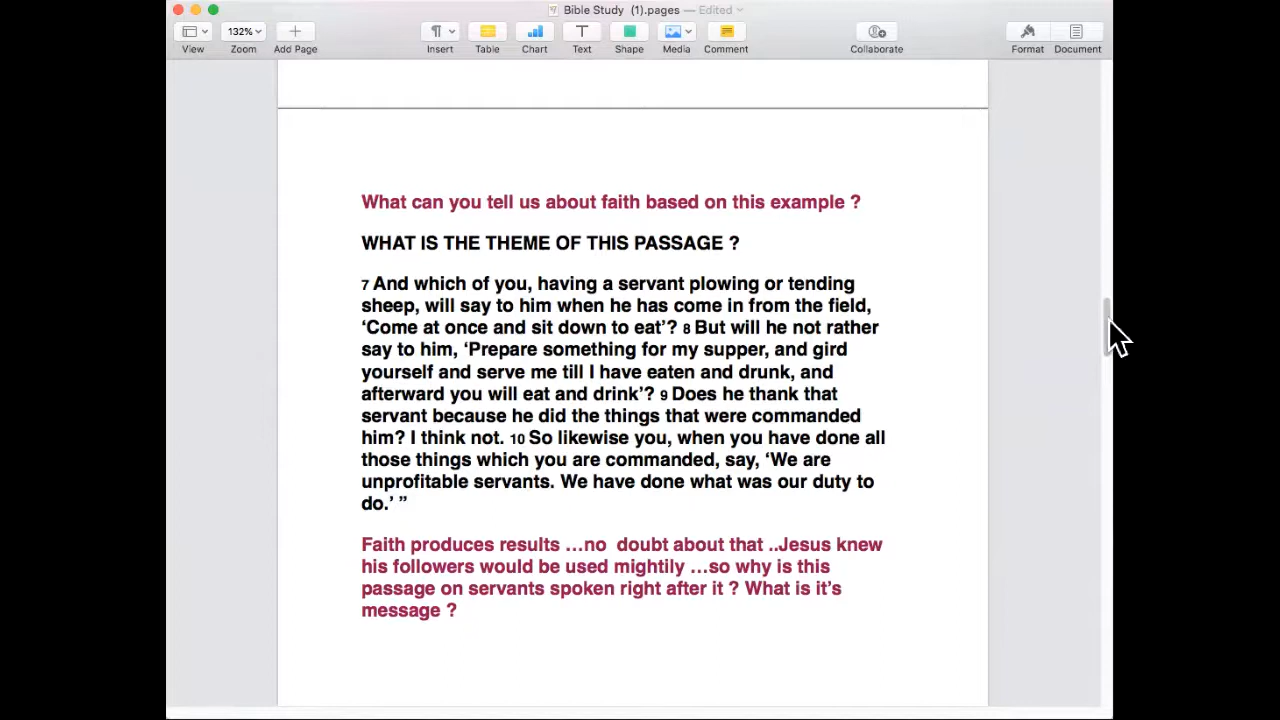 Bible Study (1).pages — Edited
132%
View
Zoom
Add Page
Insert
Table
Chart
Text
Shape
Media
Comment
Collaborate
Format
Document
What can you tell us about faith based on this example ?
WHAT IS THE THEME OF THIS PASSAGE ?
7 And which of you, having a servant plowing or tending
sheep, will say to him when he has come in from the field,
‘Come at once and sit down to eat’? 8 But will he not rather
say to him, ‘Prepare something for my supper, and gird
yourself and serve me till I have eaten and drunk, and
afterward you will eat and drink’? 9 Does he thank that
servant because he did the things that were commanded
him? I think not. 10 So likewise you, when you have done all
those things which you are commanded, say, ‘We are
unprofitable servants. We have done what was our duty to
do.’ ”
Faith produces results …no  doubt about that ..Jesus knew
his followers would be used mightily …so why is this
passage on servants spoken right after it ? What is it’s
message ?